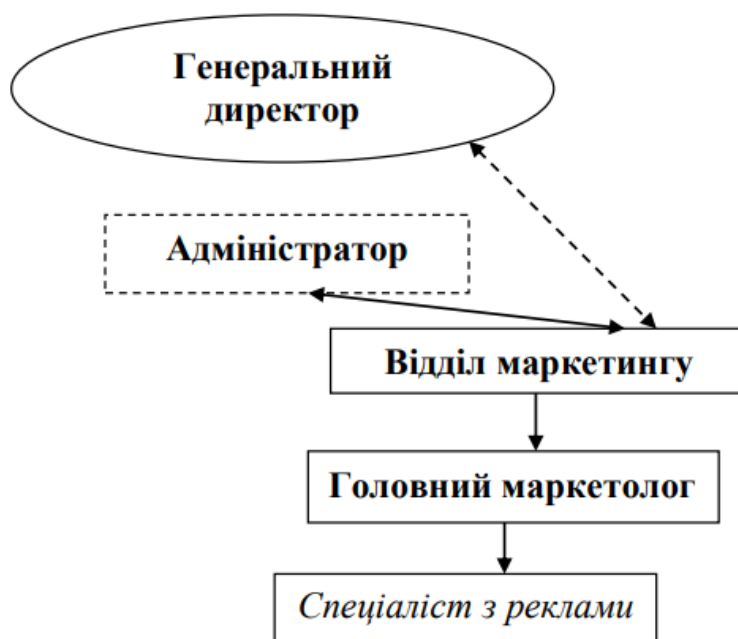 Генеральний
директор
Адміністратор
Відділ маркетингу
Головний маркетолог
Спеціаліст з реклами